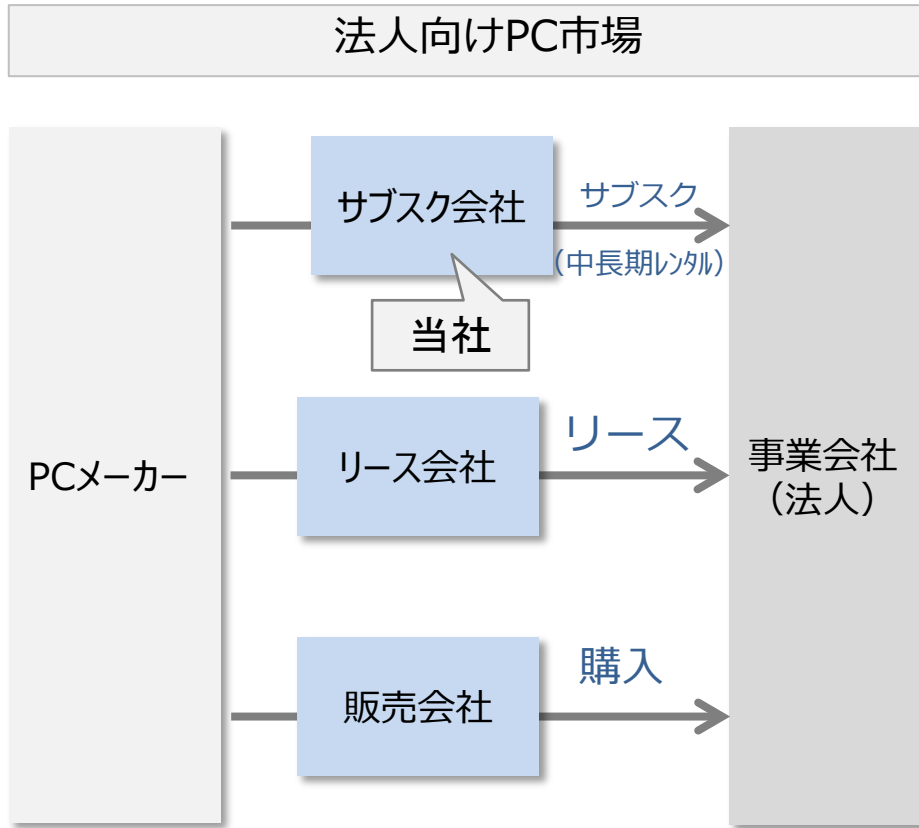 法人向けPC市場
PCメーカー
サブスク会社
サブスク
（中長期ﾚﾝﾀﾙ）
当社
リース会社
リース
販売会社
購入
事業会社
（法人）